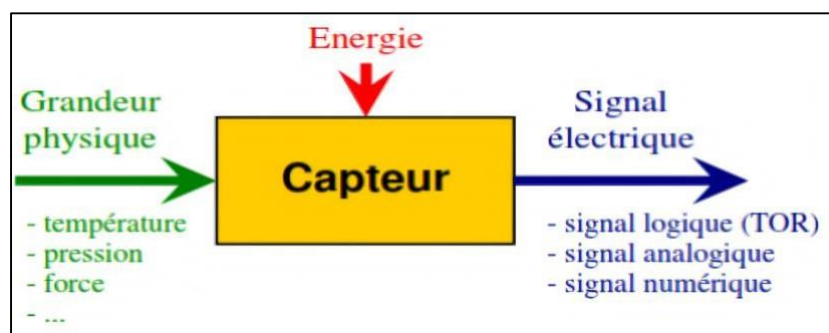 Energie
Grandeur
physique
Capteur
Signal
électrique
- température
- pression
- force
- ...
- signal logique (TOR)
- signal analogique
- signal numérique